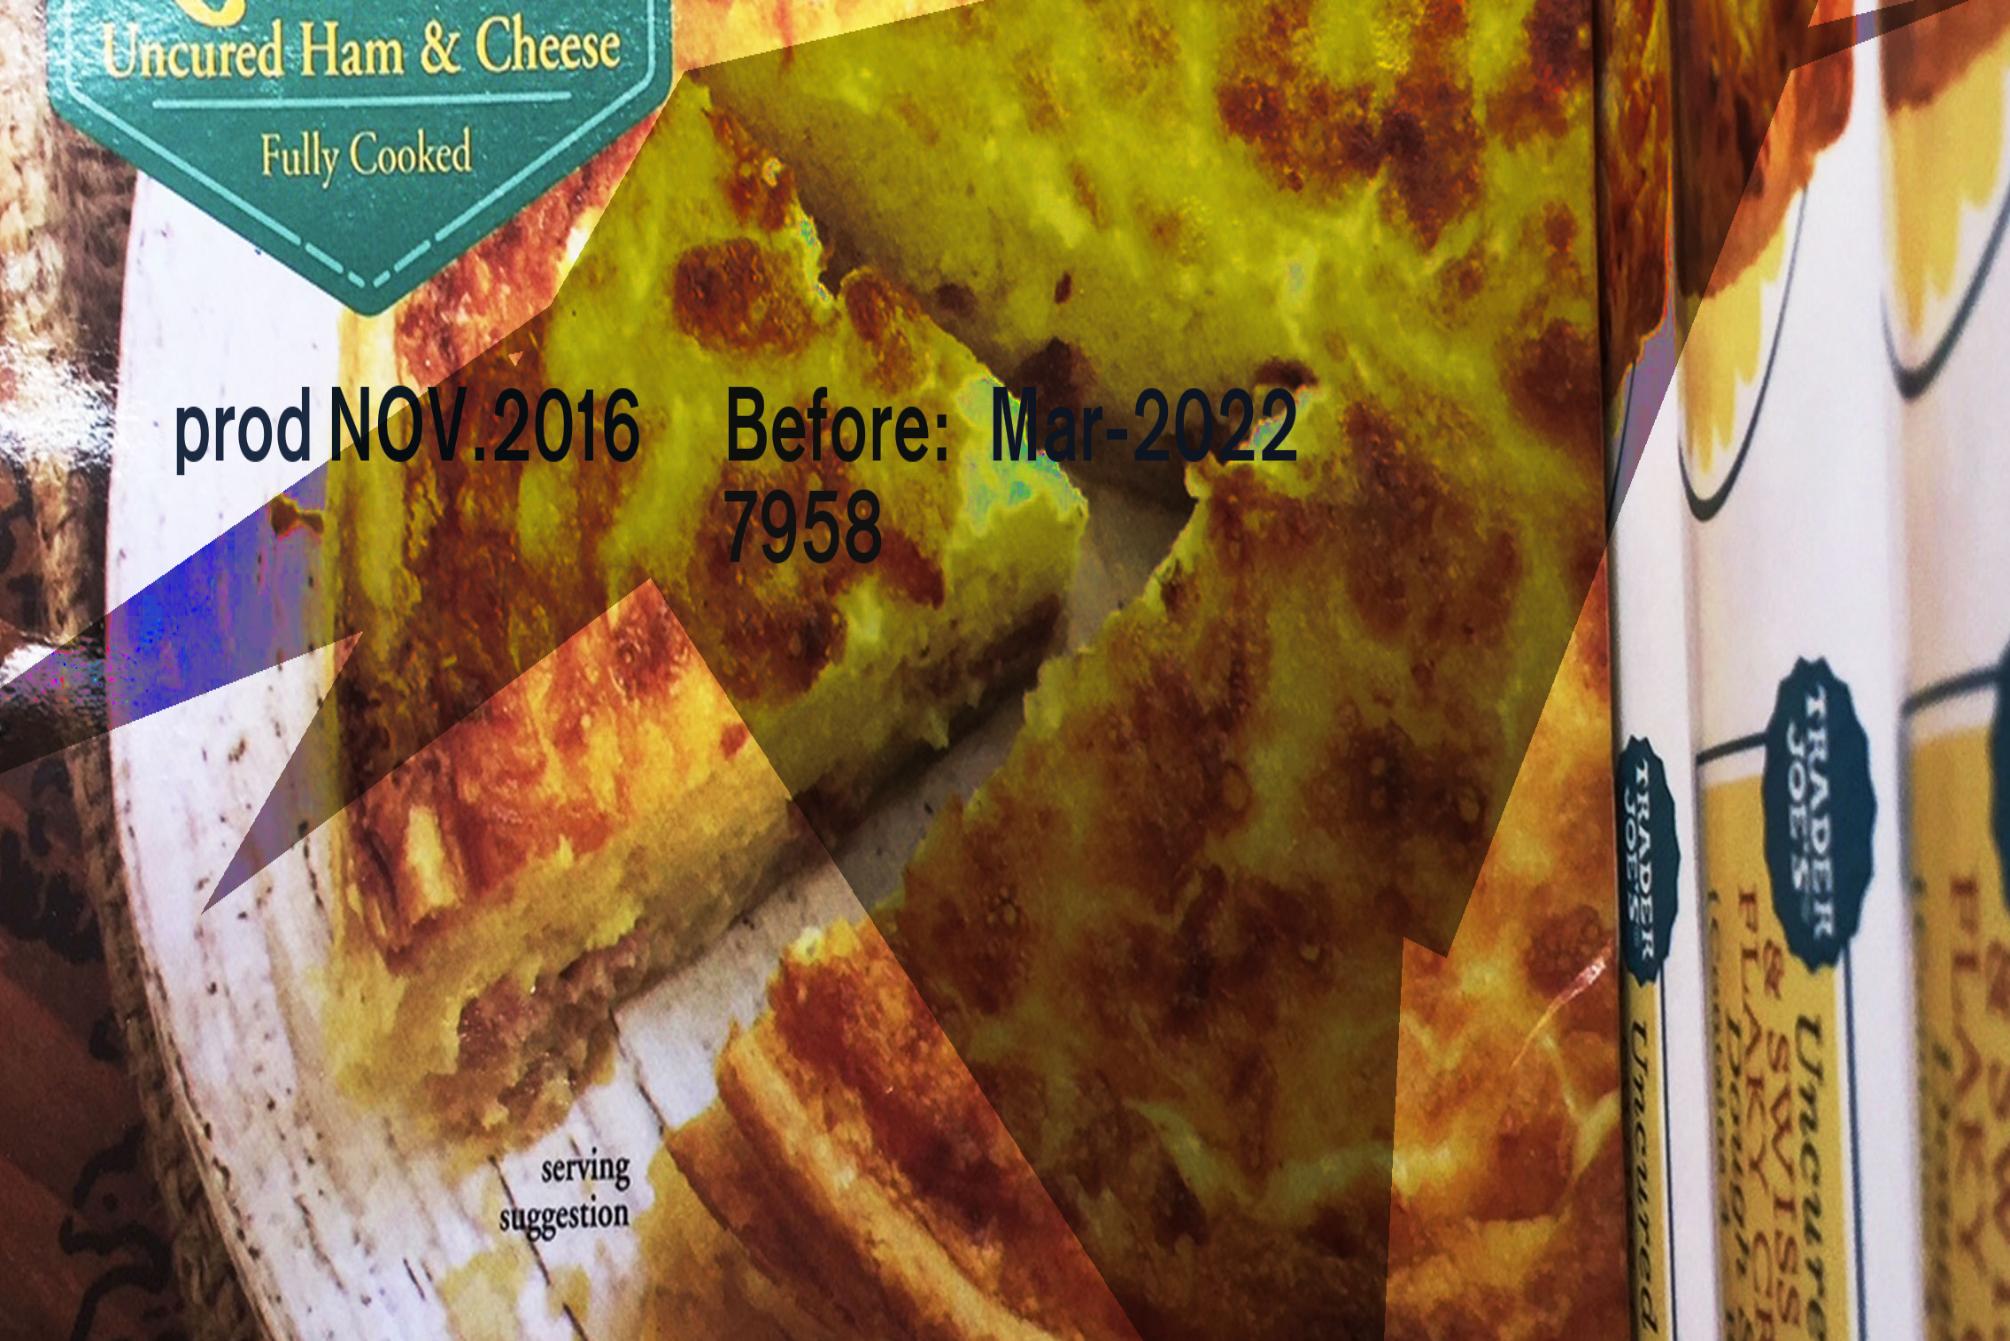 Uncured Ham & Cheese
Fully Cooked
prod NOV.2016 Before: Mar-2022
7958
serving
suggestion
TRADER
JOE'S
Uncured
TRADER
JOE'S
Uncure
& SWISS
FLAKY
Dough
FLAKY